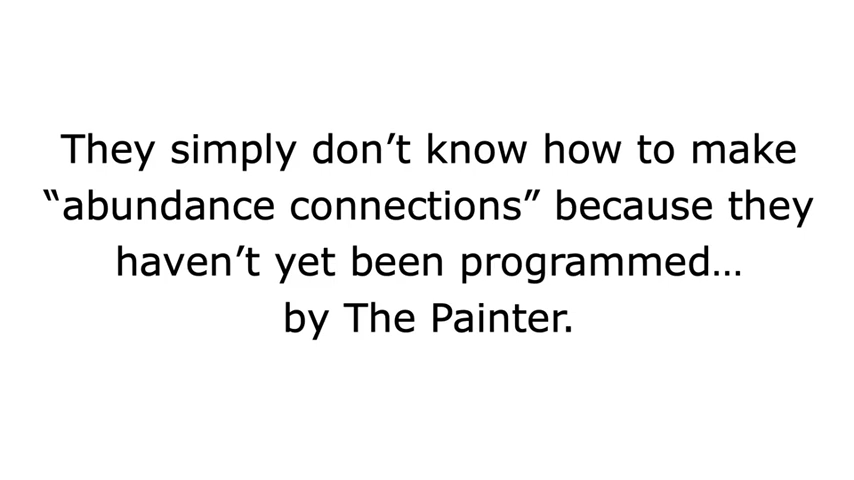 They simply don’t know how to make
“abundance connections” because they
haven’t yet been programmed…
by The Painter.